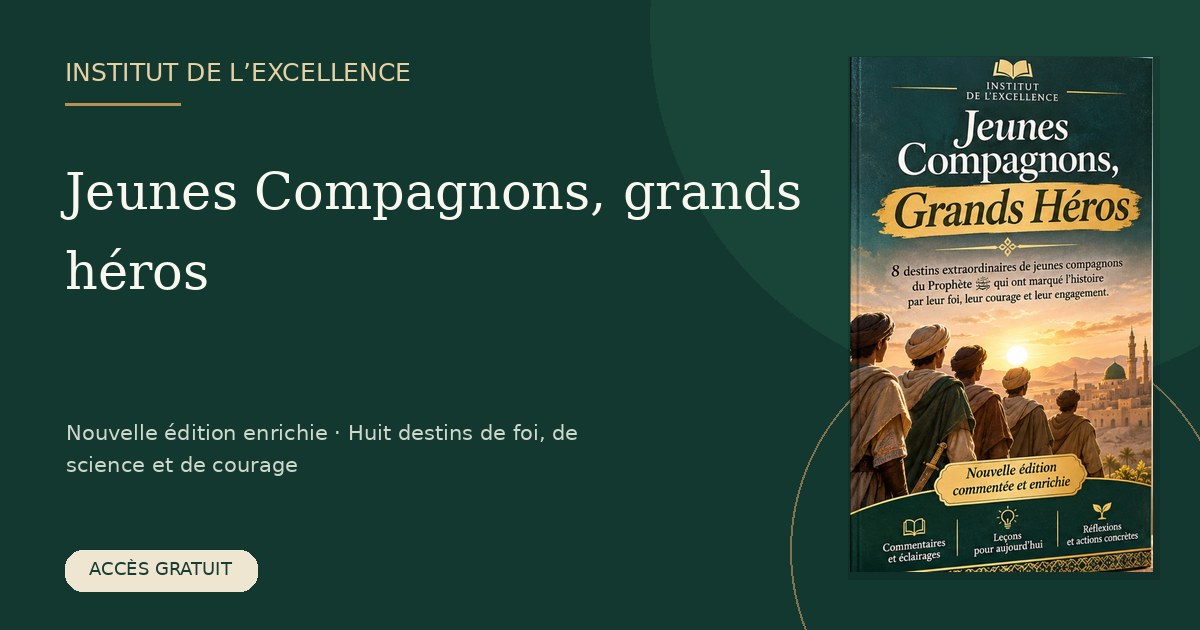 INSTITUT DE L’EXCELLENCE
Jeunes Compagnons, grands
héros
Nouvelle édition enrichie · Huit destins de foi, de
science et de courage
ACCÈS GRATUIT
INSTITUT
DE L’EXCELLENCE
Jeunes
Compagnons,
Grands Héros
8 destins extraordinaires de jeunes compagnons
du Prophète ﷺ qui ont marqué l’histoire
par leur foi, leur courage et leur engagement.
Nouvelle édition
commentée et enrichie
Commentaires
et éclairages
Leçons
pour aujourd’hui
Réflexions
et actions concrètes